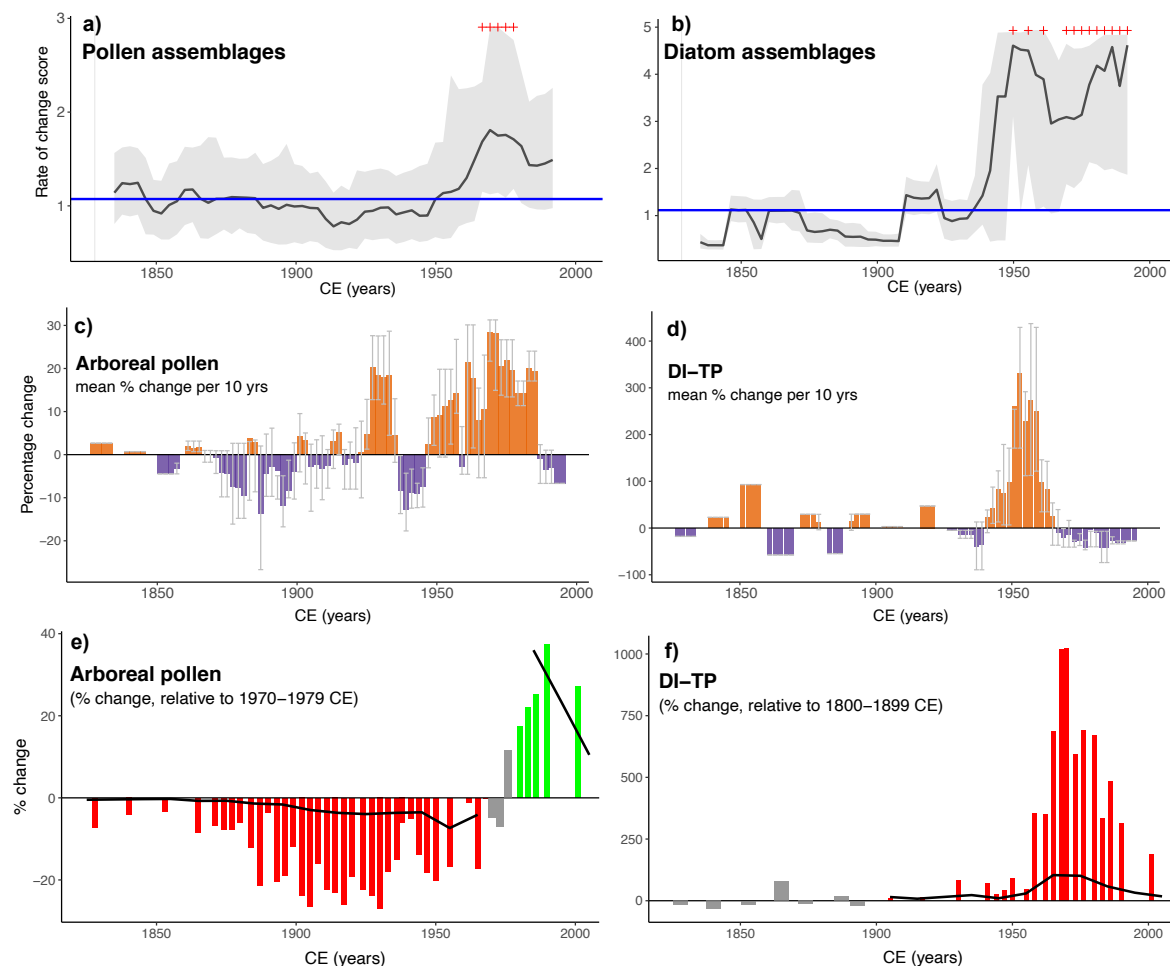 a)
Pollen assemblages
Rate of change score
3
2
1
1850
1900
1950
2000
CE (years)
b)
Diatom assemblages
5
4
3
2
1
1850
1900
1950
2000
CE (years)
c)
Arboreal pollen
mean % change per 10 yrs
Percentage change
30
20
10
0
−10
−20
1850
1900
1950
2000
CE (years)
d)
DI−TP
mean % change per 10 yrs
400
300
200
100
0
−100
1850
1900
1950
2000
CE (years)
e)
Arboreal pollen
(% change, relative to 1970−1979 CE)
% change
40
20
0
−20
1850
1900
1950
2000
CE (years)
f)
DI−TP
(% change, relative to 1800−1899 CE)
1000
750
500
250
0
1850
1900
1950
2000
CE (years)